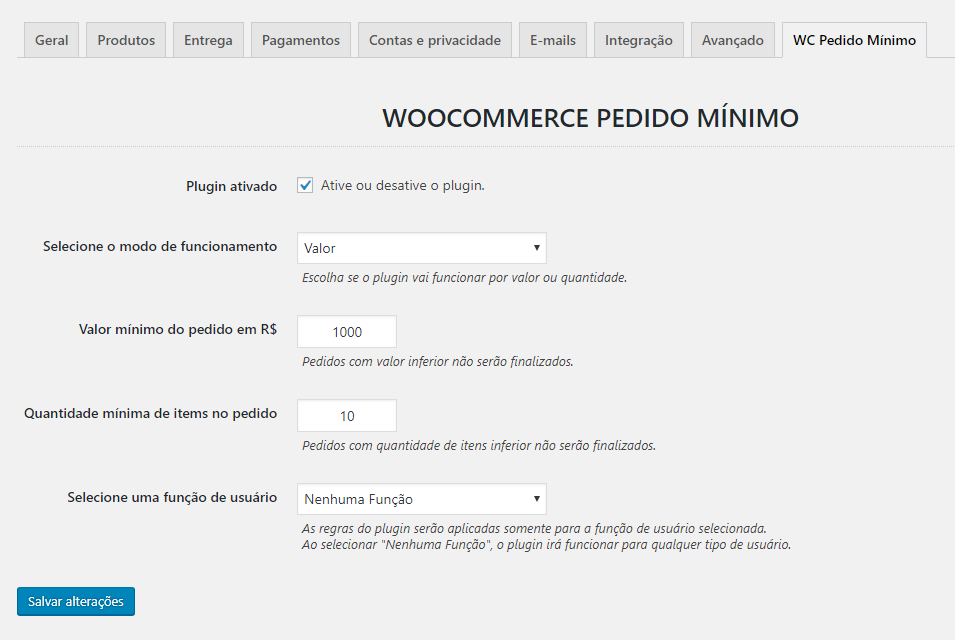 Geral
Produtos
Entrega
Pagamentos
Contas e privacidade
E-mails
Integração
Avançado
WC Pedido Mínimo
WOOCOMMERCE PEDIDO MÍNIMO
Plugin ativado
Ative ou desative o plugin.
Selecione o modo de funcionamento
Valor
Escolha se o plugin vai funcionar por valor ou quantidade.
Valor mínimo do pedido em R$
1000
Pedidos com valor inferior não serão finalizados.
Quantidade mínima de items no pedido
10
Pedidos com quantidade de itens inferior não serão finalizados.
Selecione uma função de usuário
Nenhuma Função
As regras do plugin serão aplicadas somente para a função de usuário selecionada.
Ao selecionar "Nenhuma Função", o plugin irá funcionar para qualquer tipo de usuário.
Salvar alterações